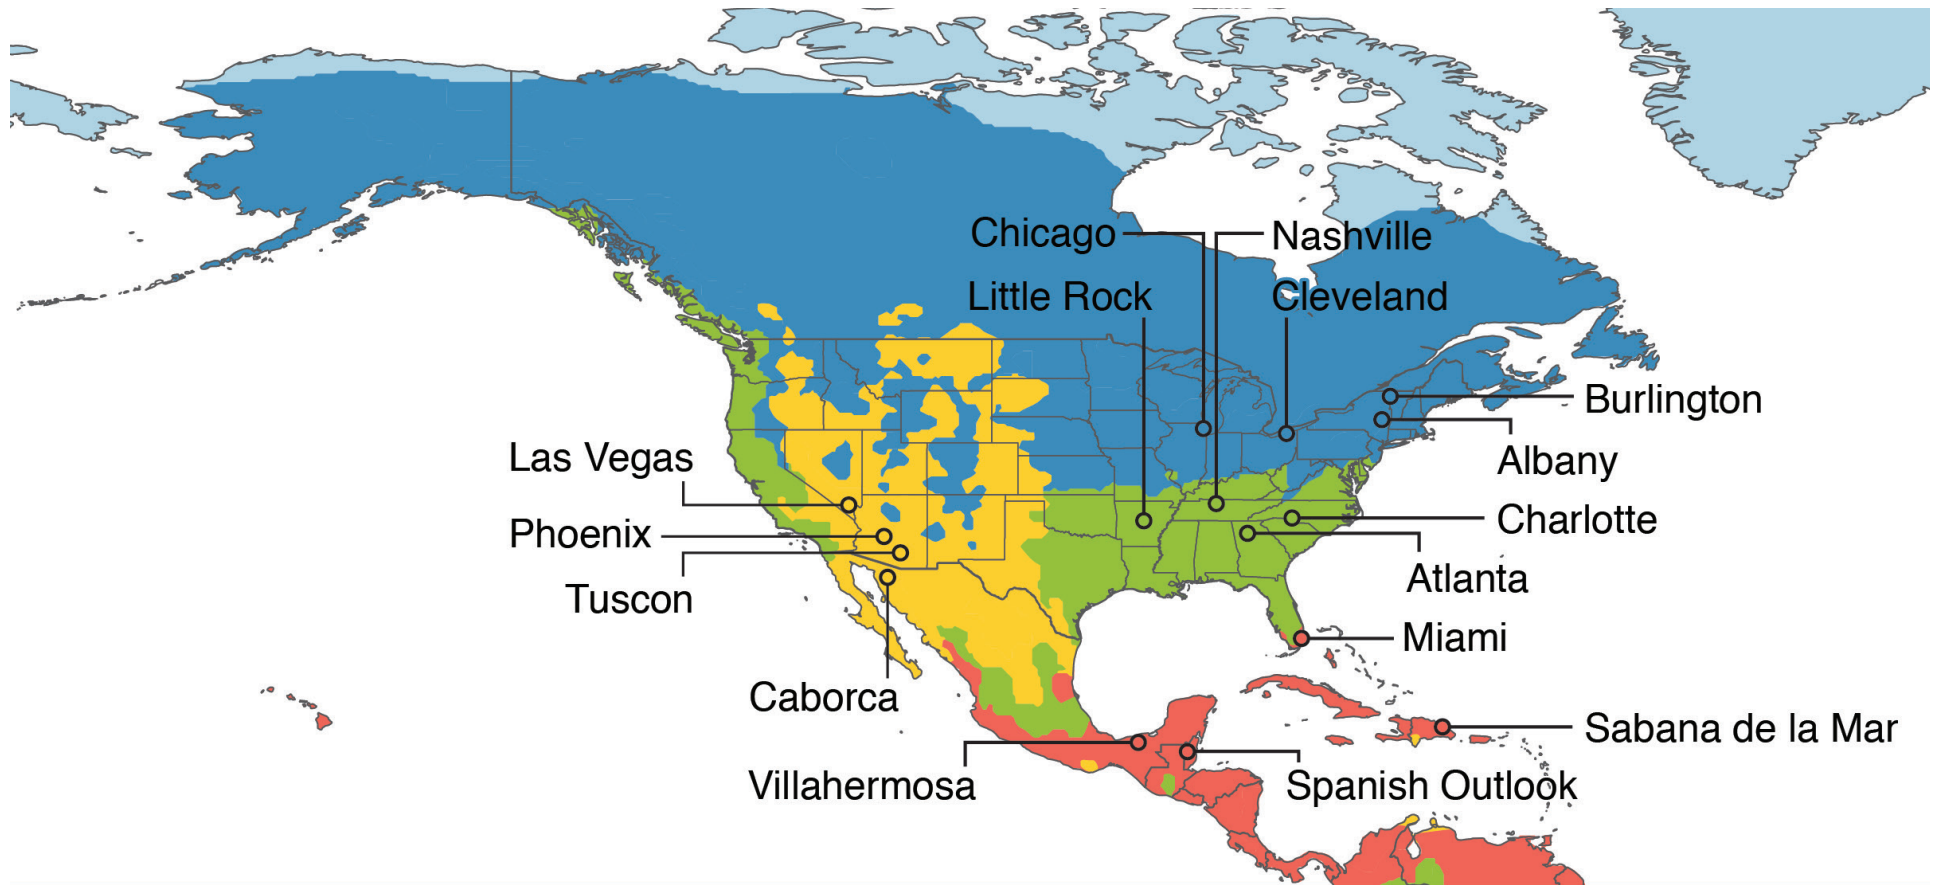 Chicago
Nashville
Little Rock
Cleveland
Burlington
Las Vegas
Albany
Phoenix
Charlotte
Tuscon
Atlanta
Miami
Caborca
Sabana de la Mar
Villahermosa
Spanish Outlook